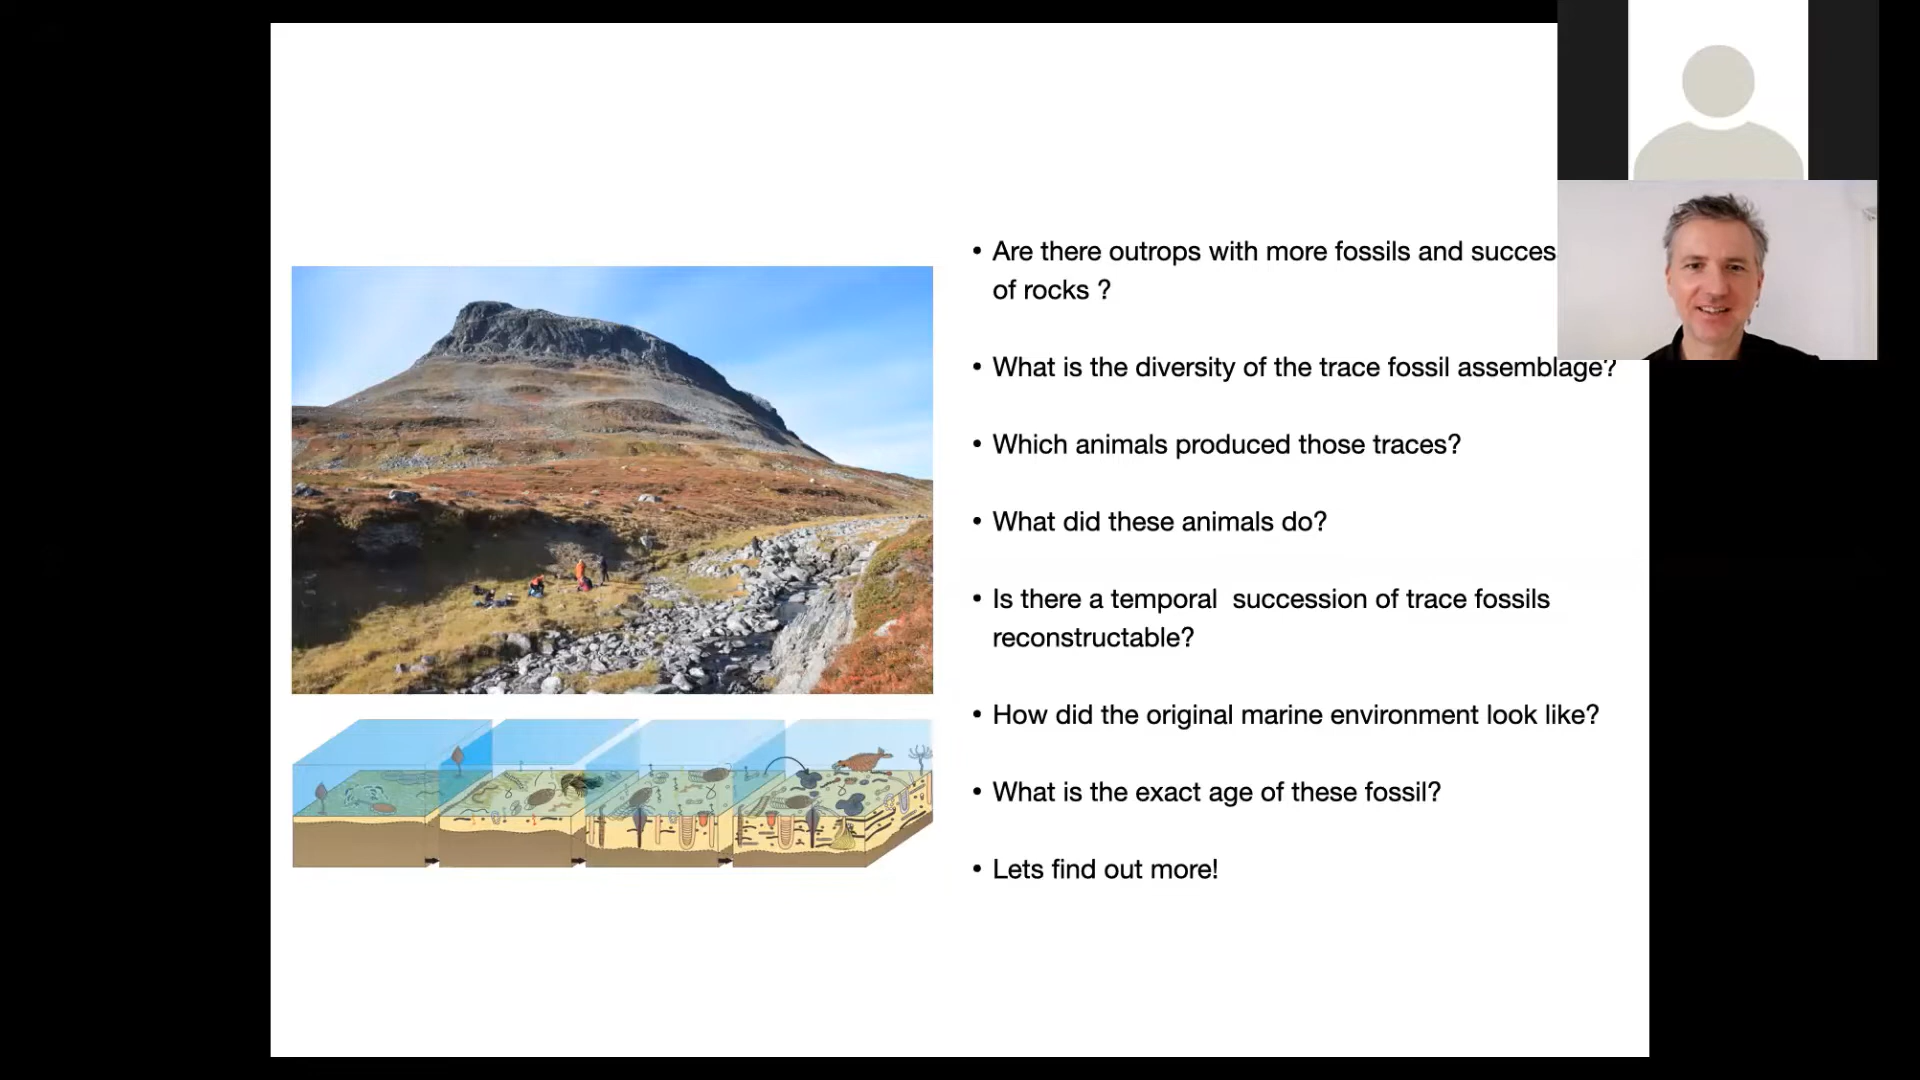 • Are there outrops with more fossils and succes
of rocks ?
• What is the diversity of the trace fossil assemblage?
• Which animals produced those traces?
• What did these animals do?
• Is there a temporal  succession of trace fossils
reconstructable?
• How did the original marine environment look like?
• What is the exact age of these fossil?
• Lets find out more!